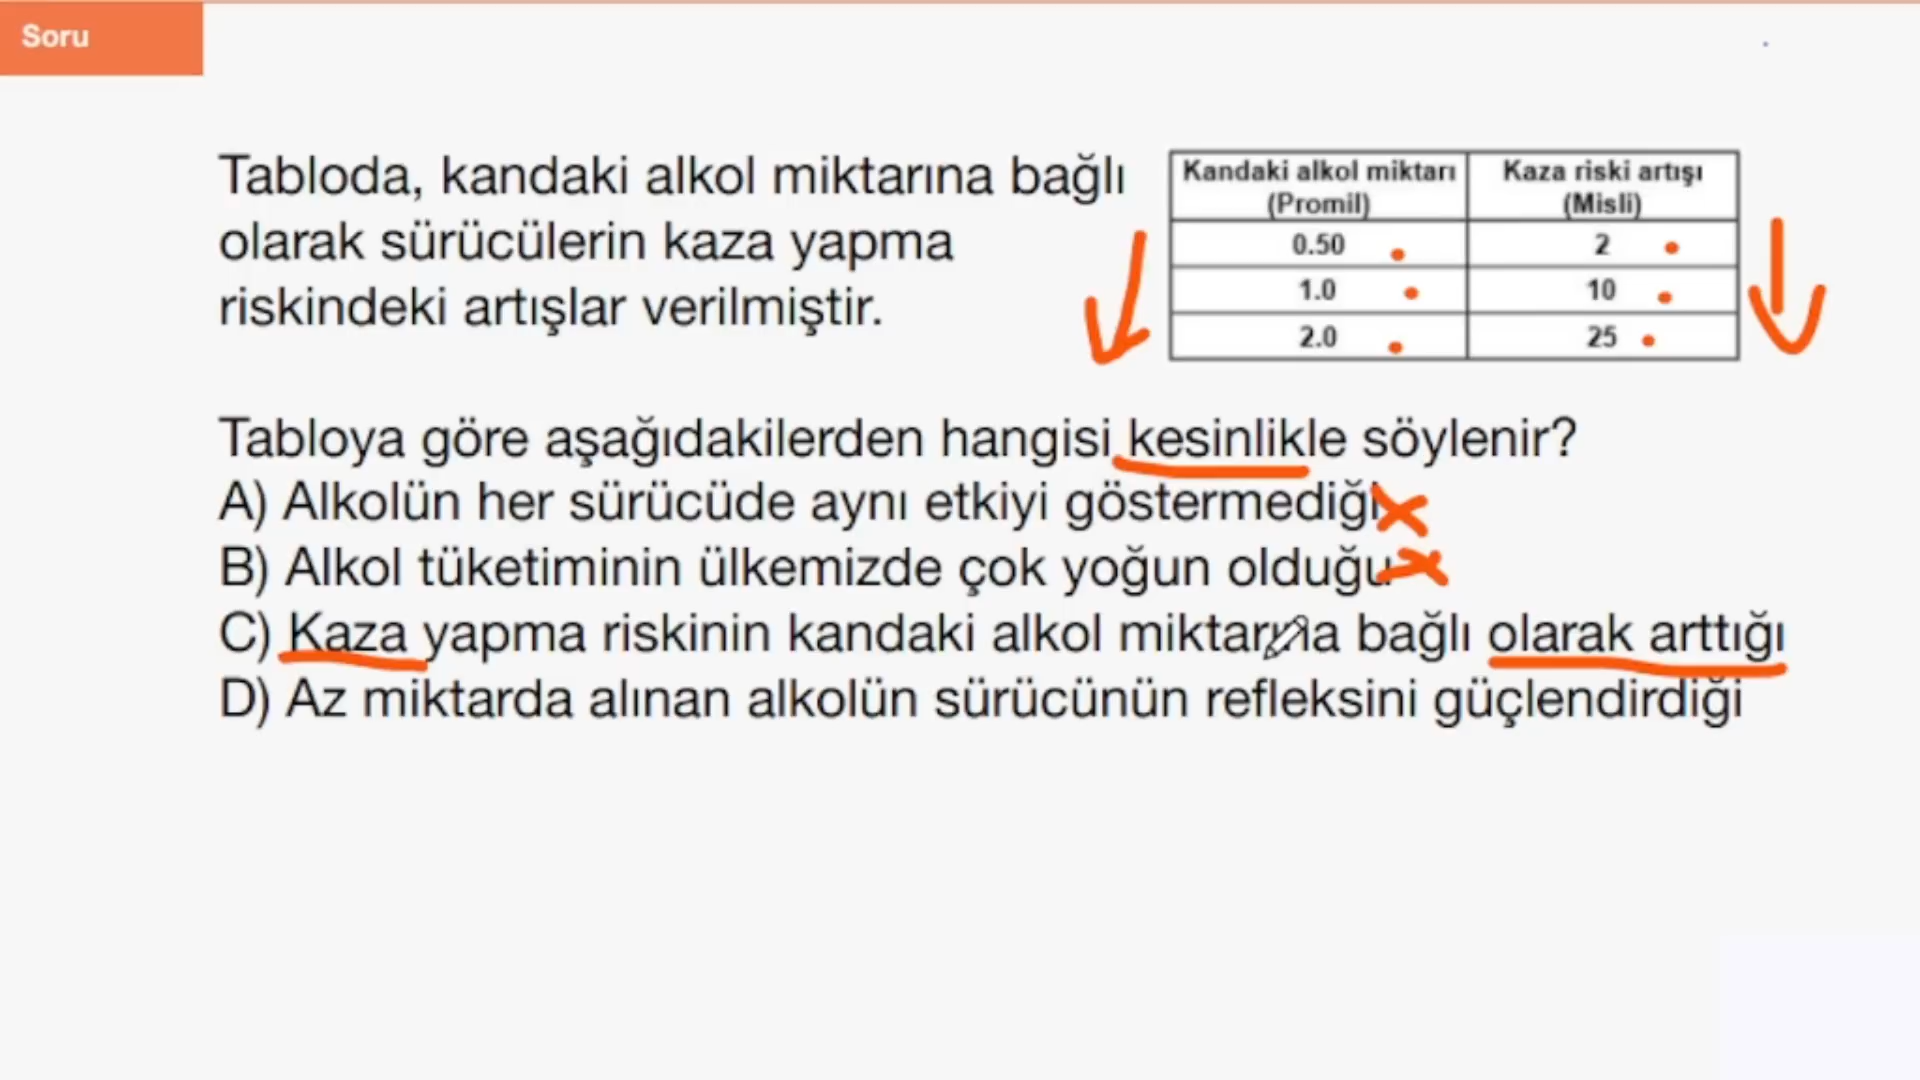 Soru
Tabloda, kandaki alkol miktarına bağlı
olarak sürücülerin kaza yapma
riskindeki artışlar verilmiştir.
Kandaki alkol miktarı (Promil) Kaza riski artışı (Misli)
0.50 2
1.0 10
2.0 25
Tabloya göre aşağıdakilerden hangisi kesinlikle söylenir?
A) Alkolün her sürücüde aynı etkiyi göstermediği
B) Alkol tüketiminin ülkemizde çok yoğun olduğu
C) Kaza yapma riskinin kandaki alkol miktarına bağlı olarak arttığı
D) Az miktarda alınan alkolün sürücünün refleksini güçlendirdiği